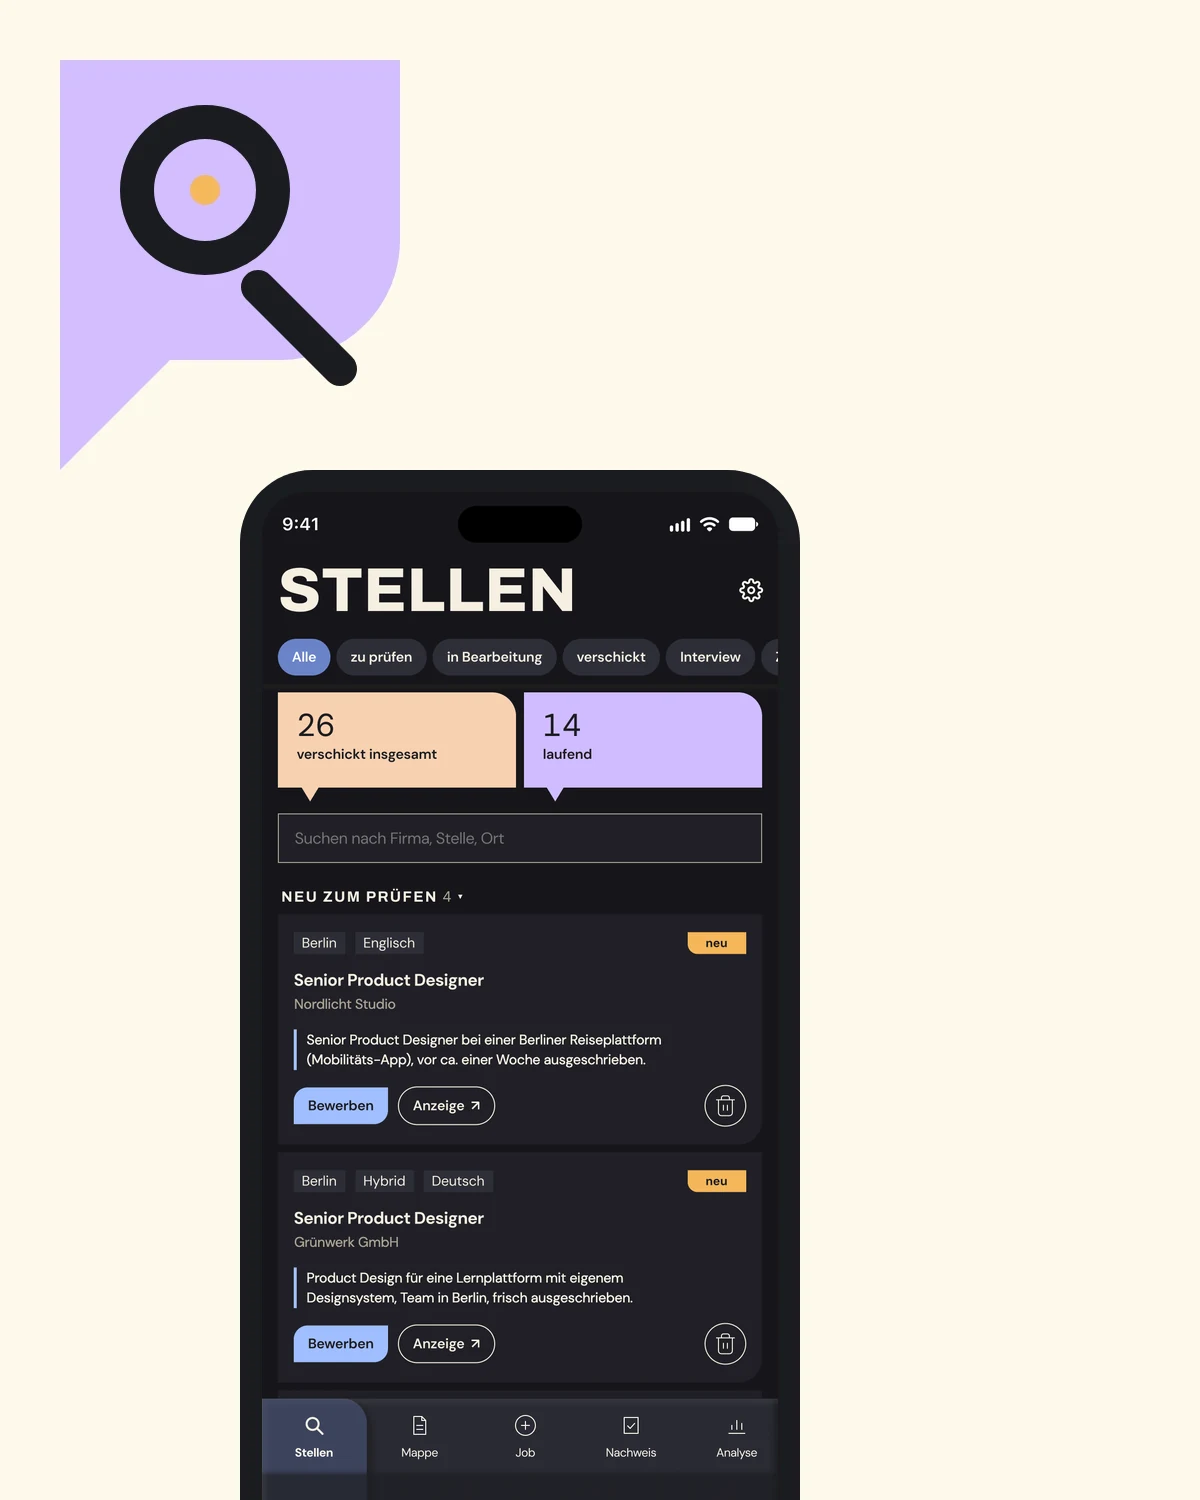 9:41
STELLEN
Alle zu prüfen in Bearbeitung verschickt Interview
26
verschickt insgesamt
14
laufend
Suchen nach Firma, Stelle, Ort
NEU ZUM PRÜFEN 4
Berlin Englisch neu
Senior Product Designer
Nordlicht Studio
Senior Product Designer bei einer Berliner Reiseplattform
(Mobilitäts-App), vor ca. einer Woche ausgeschrieben.
Bewerben Anzeige
Berlin Hybrid Deutsch neu
Senior Product Designer
Grünwerk GmbH
Product Design für eine Lernplattform mit eigenem
Designsystem, Team in Berlin, frisch ausgeschrieben.
Bewerben Anzeige
Stellen Mappe Job Nachweis Analyse